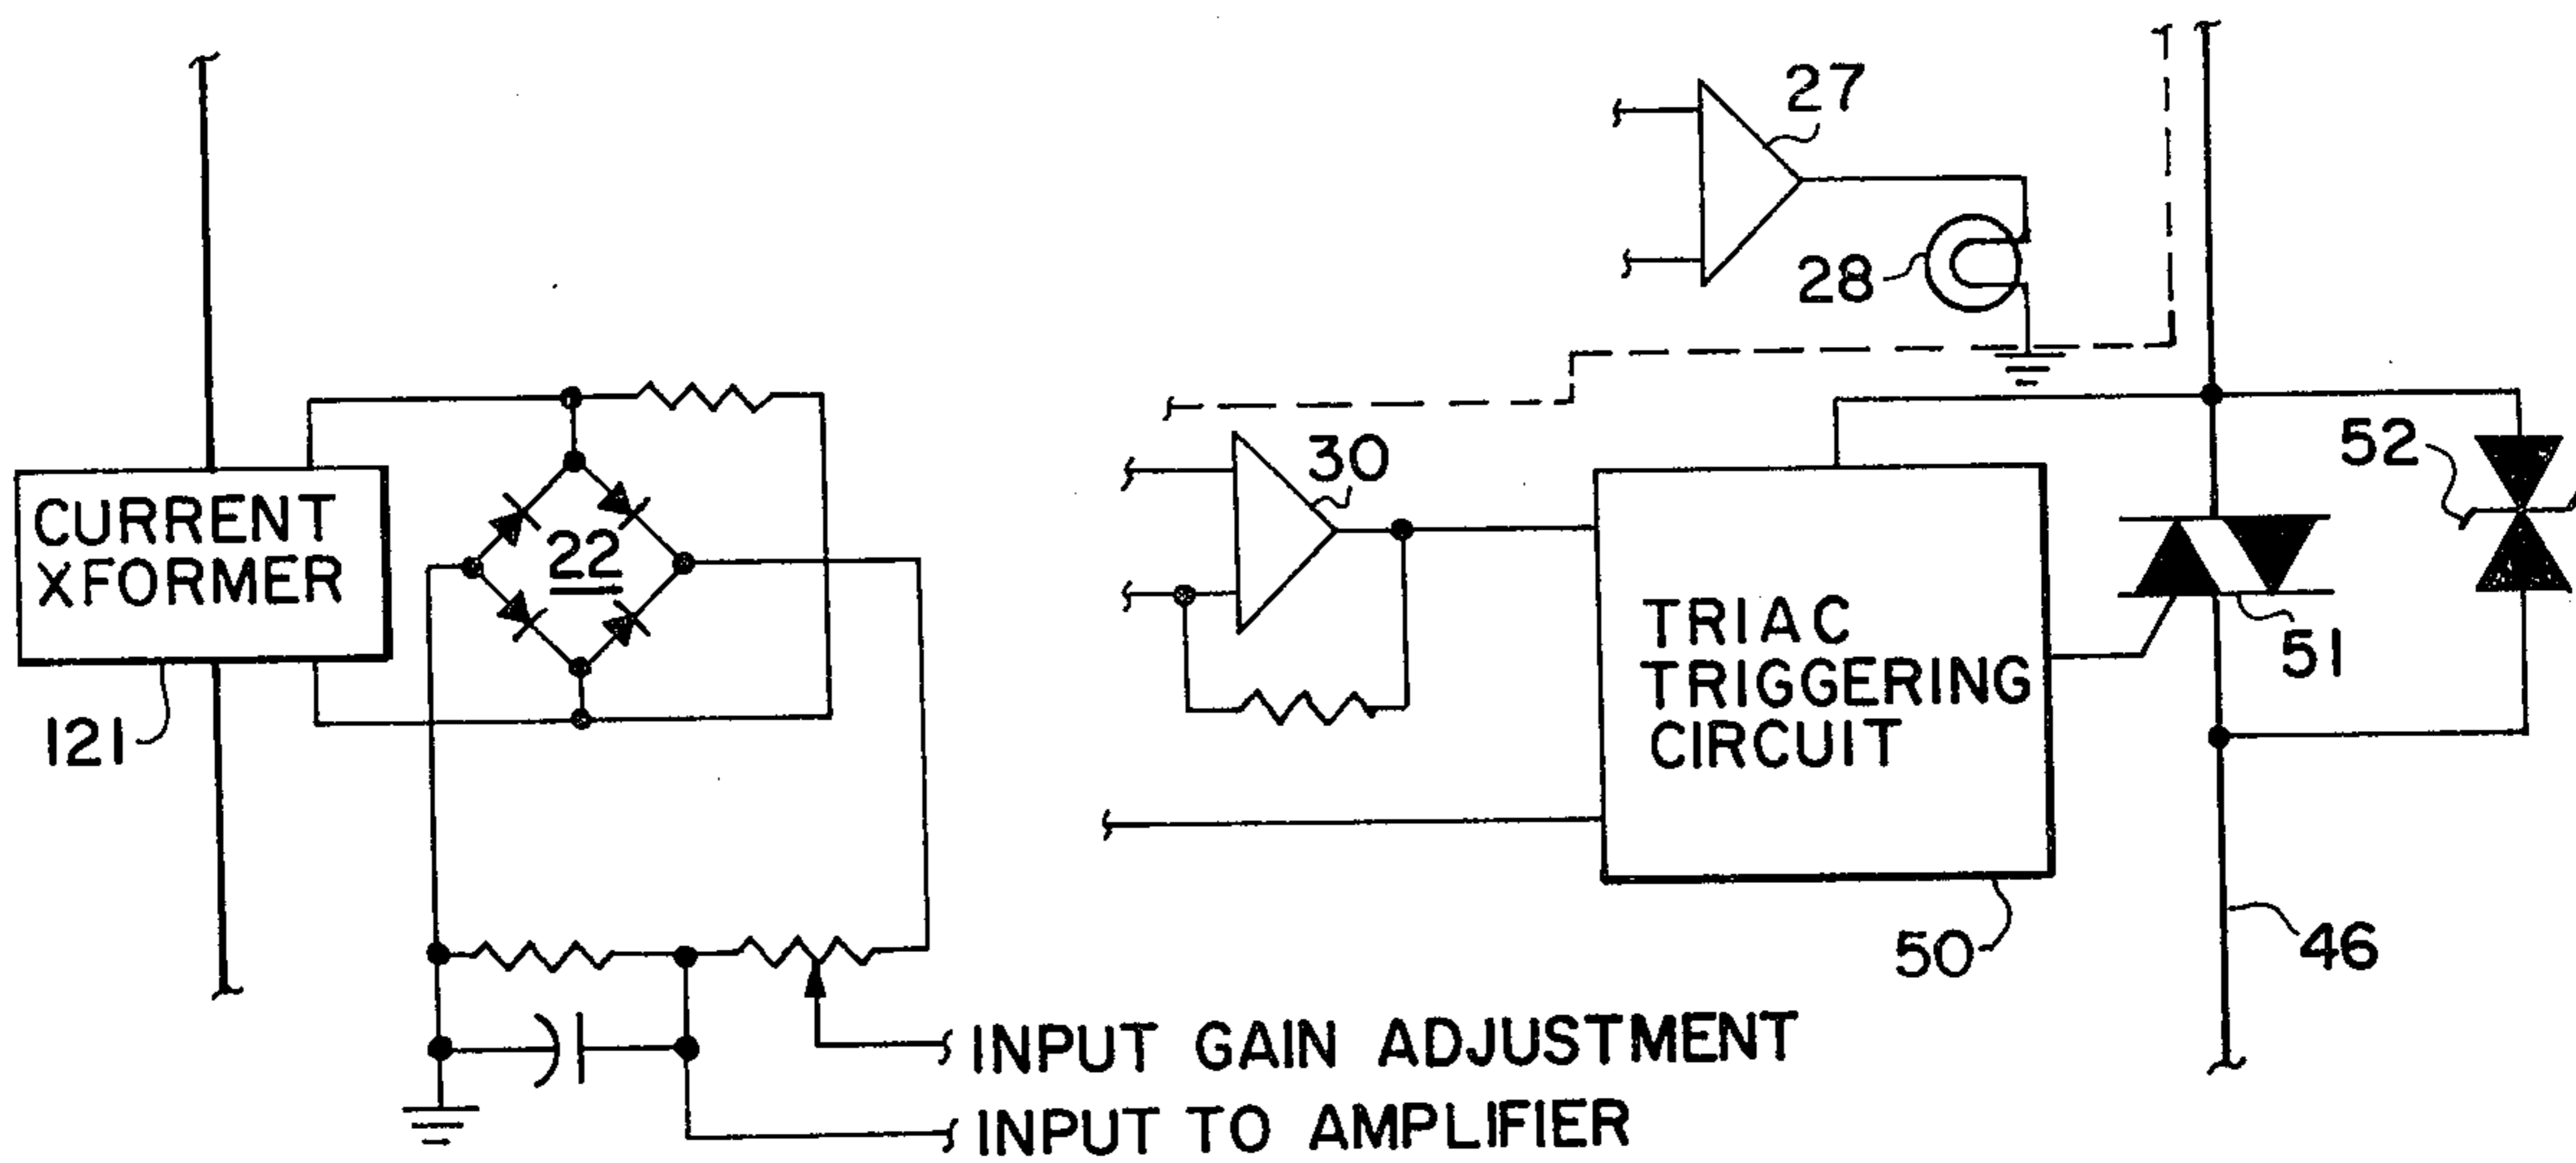 27
28
30
52
CURRENT
XFORMER
22
51
TRIAC
TRIGGERING
CIRCUIT
121
50
46
INPUT GAIN ADJUSTMENT
INPUT TO AMPLIFIER